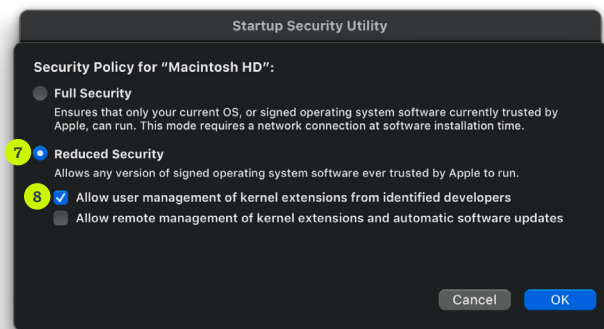 Startup Security Utility
Security Policy for “Macintosh HD”:
Full Security
Ensures that only your current OS, or signed operating system software currently trusted by
Apple, can run. This mode requires a network connection at software installation time.
7 Reduced Security
Allows any version of signed operating system software ever trusted by Apple to run.
8 Allow user management of kernel extensions from identified developers
Allow remote management of kernel extensions and automatic software updates
Cancel OK